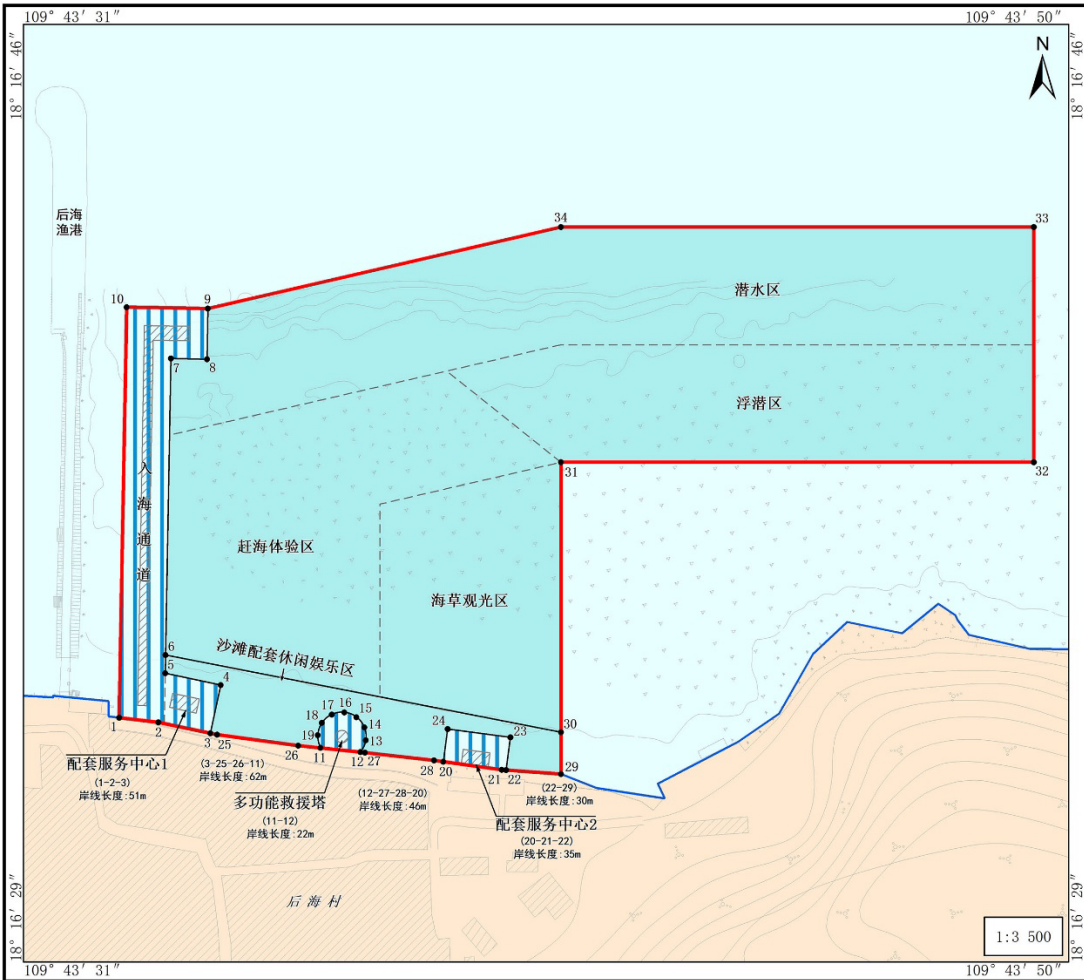 109° 43′ 31″
109° 43′ 50″
18° 16′ 46″
18° 16′ 46″
N
后海
渔港
34
33
10
9
潜水区
7
8
浮潜区
31
32
入海通道
赶海体验区
海草观光区
6
沙滩配套休闲娱乐区
5
4
17
16
15
18
14
19
13
30
24
23
1
2
3
25
26
11
12
27
28
20
21
22
29
配套服务中心1
(1-2-3)
岸线长度:51m
(3-25-26-11)
岸线长度:62m
多功能救援塔
(11-12)
岸线长度:22m
(12-27-28-20)
岸线长度:46m
(22-29)
岸线长度:30m
配套服务中心2
(20-21-22)
岸线长度:35m
后海村
18° 16′ 29″
18° 16′ 29″
1:3 500
109° 43′ 31″
109° 43′ 50″